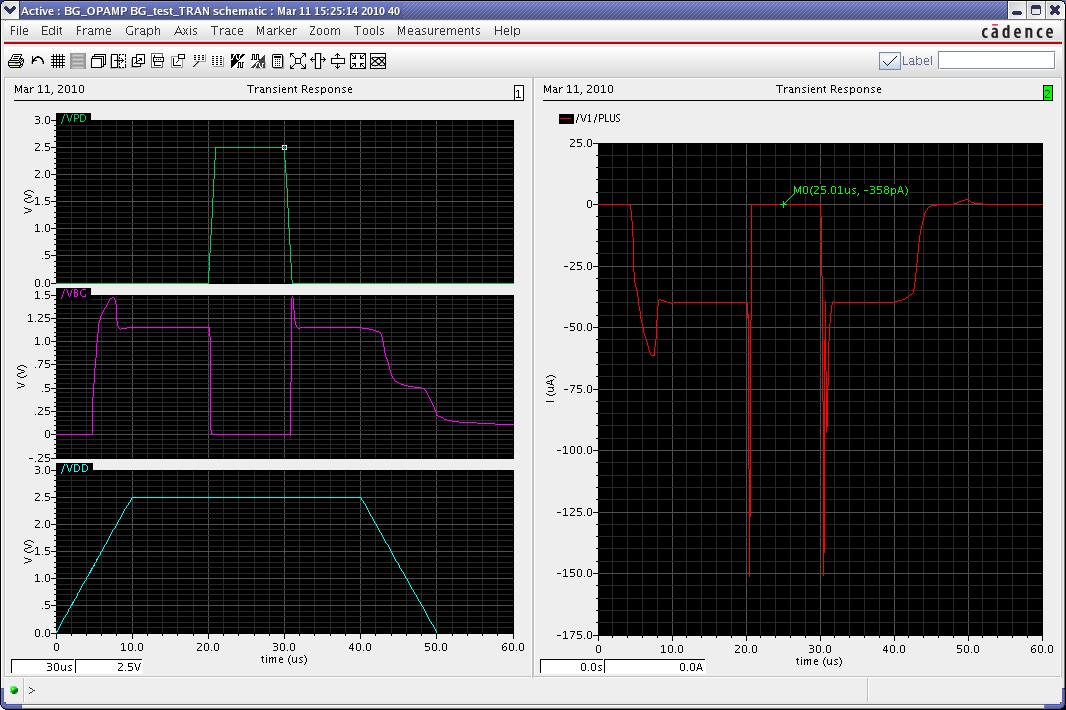 Active : BG_OPAMP BG_test_TRAN schematic : Mar 11 15:25:14 2010 40
File Edit Frame Graph Axis Trace Marker Zoom Tools Measurements Help
cādence
Label
Mar 11, 2010 Transient Response 1
/VPD
3.0
2.5
2.0
1.5
1.0
.5
0.0
V (V)
/VBG
1.5
1.25
1.0
.75
.5
.25
0
-.25
V (V)
/VDD
3.0
2.5
2.0
1.5
1.0
.5
0.0
V (V)
0 10.0 20.0 30.0 40.0 50.0 60.0
time (us)
30us 2.5V
Mar 11, 2010 Transient Response 2
/V1/PLUS
25.0
0
-25.0
-50.0
-75.0
-100.0
-125.0
-150.0
-175.0
I (uA)
M0(25.01us, -358pA)
0 10.0 20.0 30.0 40.0 50.0 60.0
time (us)
0.0s 0.0A
>